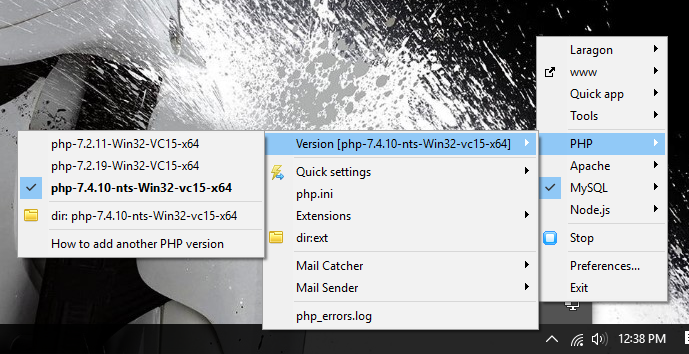 Laragon
www
Quick app
Tools
PHP
Apache
MySQL
Node.js
Stop
Preferences...
Exit
Version [php-7.4.10-nts-Win32-vc15-x64]
Quick settings
php.ini
Extensions
dir:ext
Mail Catcher
Mail Sender
php_errors.log
php-7.2.11-Win32-VC15-x64
php-7.2.19-Win32-VC15-x64
php-7.4.10-nts-Win32-vc15-x64
dir: php-7.4.10-nts-Win32-vc15-x64
How to add another PHP version
12:38 PM